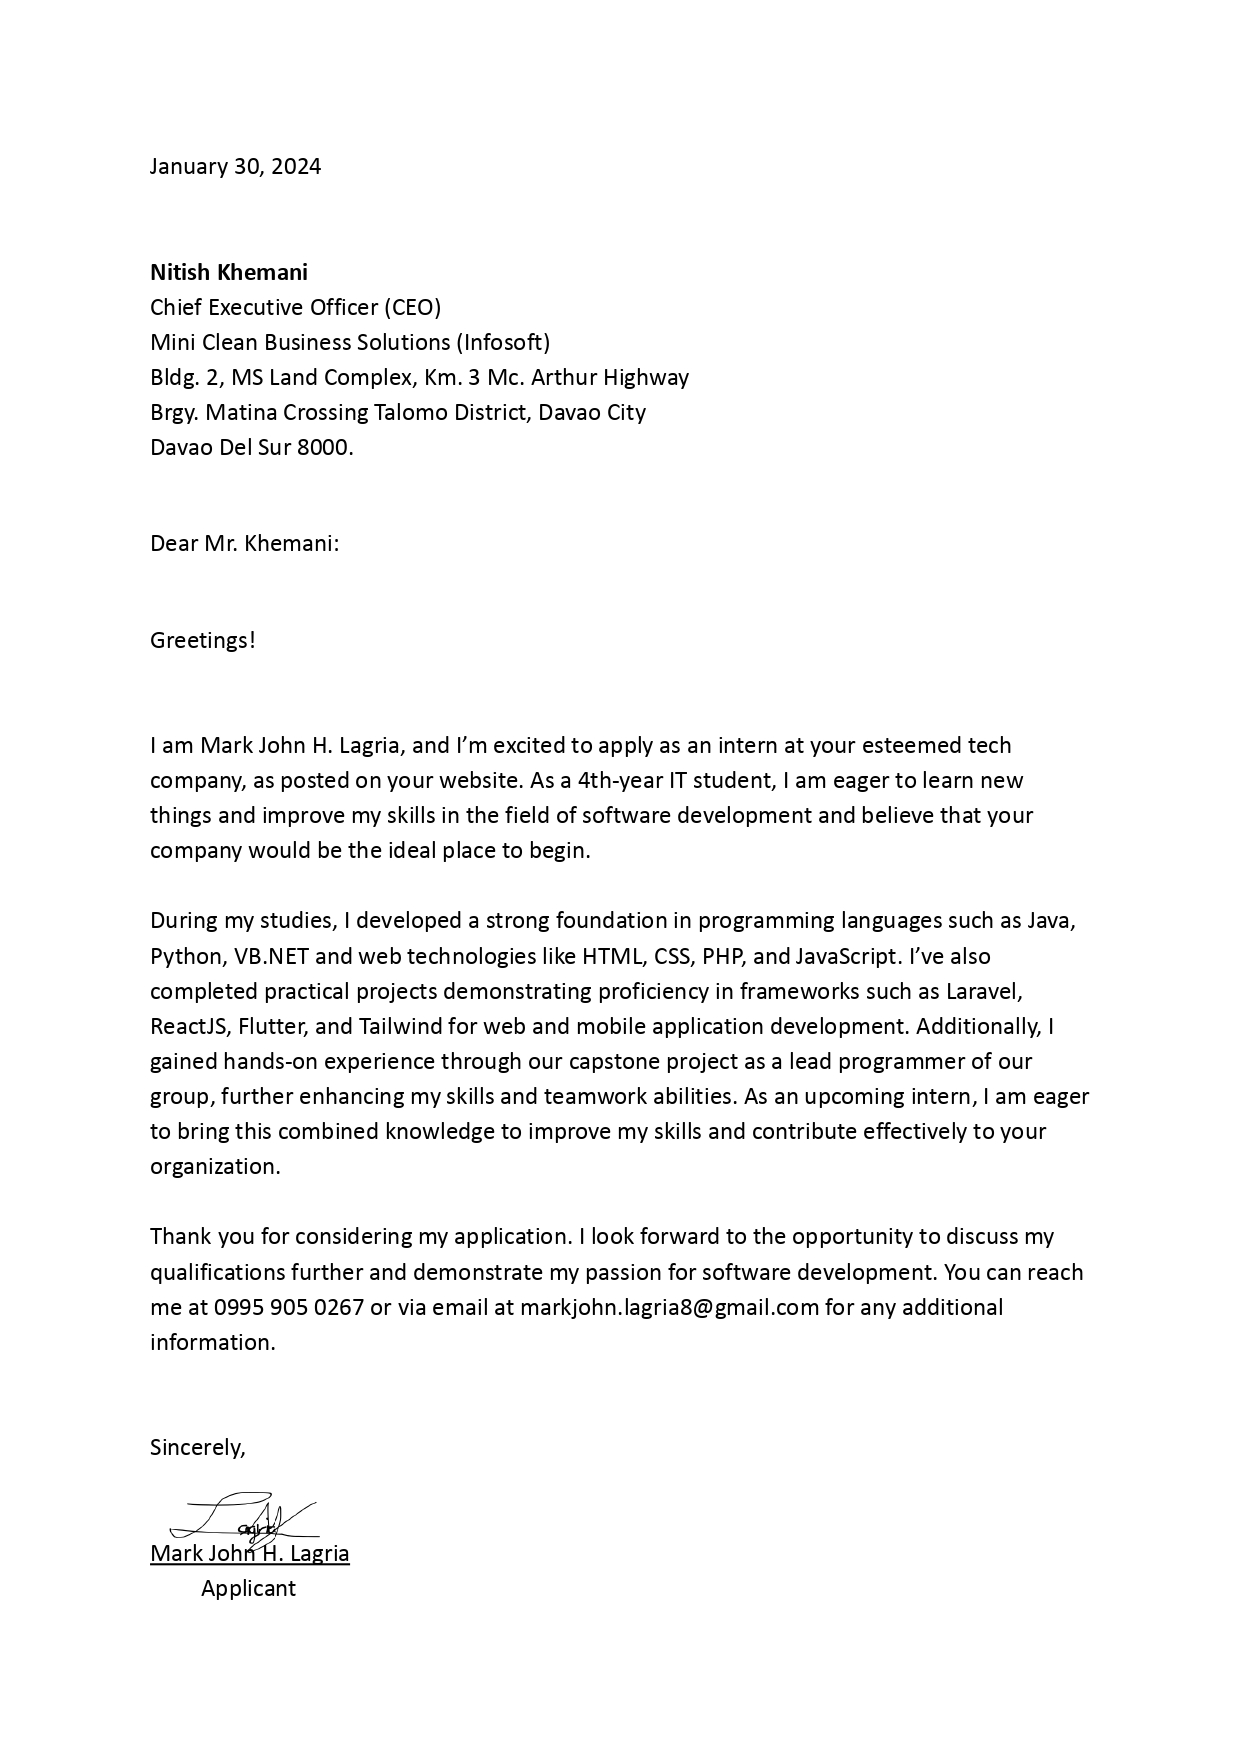 January 30, 2024
Nitish Khemani
Chief Executive Officer (CEO)
Mini Clean Business Solutions (Infosoft)
Bldg. 2, MS Land Complex, Km. 3 Mc. Arthur Highway
Brgy. Matina Crossing Talomo District, Davao City
Davao Del Sur 8000.
Dear Mr. Khemani:
Greetings!
I am Mark John H. Lagria, and I’m excited to apply as an intern at your esteemed tech
company, as posted on your website. As a 4th-year IT student, I am eager to learn new
things and improve my skills in the field of software development and believe that your
company would be the ideal place to begin.
During my studies, I developed a strong foundation in programming languages such as Java,
Python, VB.NET and web technologies like HTML, CSS, PHP, and JavaScript. I’ve also
completed practical projects demonstrating proficiency in frameworks such as Laravel,
ReactJS, Flutter, and Tailwind for web and mobile application development. Additionally, I
gained hands-on experience through our capstone project as a lead programmer of our
group, further enhancing my skills and teamwork abilities. As an upcoming intern, I am eager
to bring this combined knowledge to improve my skills and contribute effectively to your
organization.
Thank you for considering my application. I look forward to the opportunity to discuss my
qualifications further and demonstrate my passion for software development. You can reach
me at 0995 905 0267 or via email at markjohn.lagria8@gmail.com for any additional
information.
Sincerely,
Mark John H. Lagria
Applicant